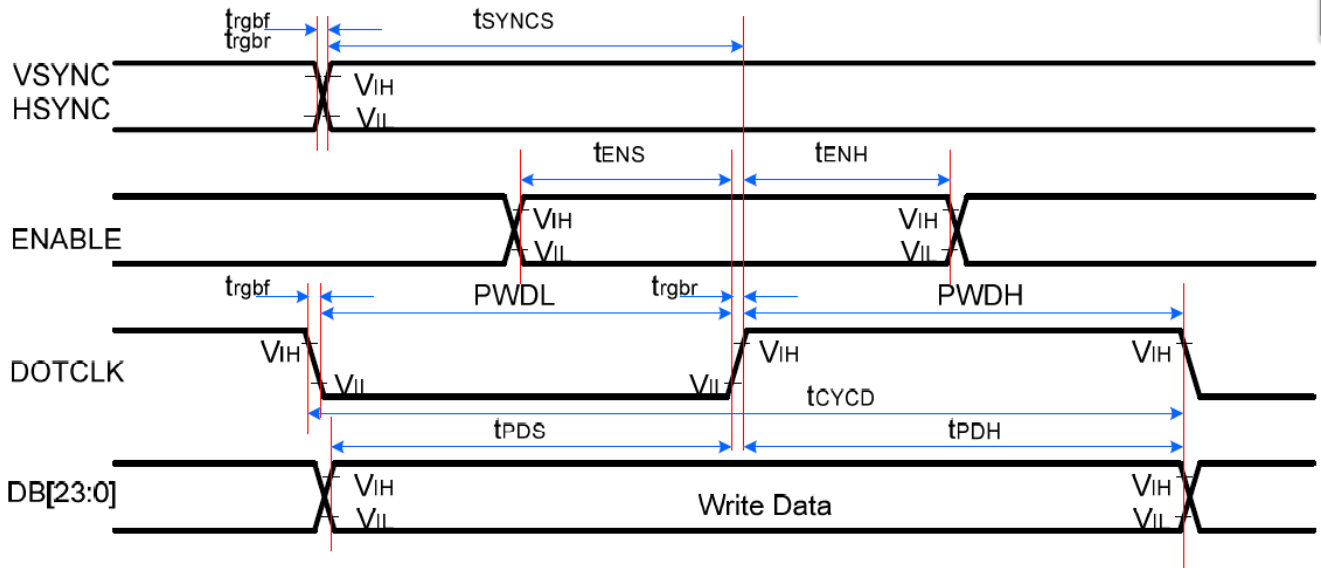 trgbf
trgbr
tSYNCS
VSYNC
HSYNC
VIH
VIL
tENS
tENH
ENABLE
VIH
VIL
VIH
VIL
trgbf
PWDL
trgbr
PWDH
DOTCLK
VIH
VIL
VIL
VIH
VIH
tCYCD
tPDS
tPDH
DB[23:0]
VIH
VIL
Write Data
VIH
VIL